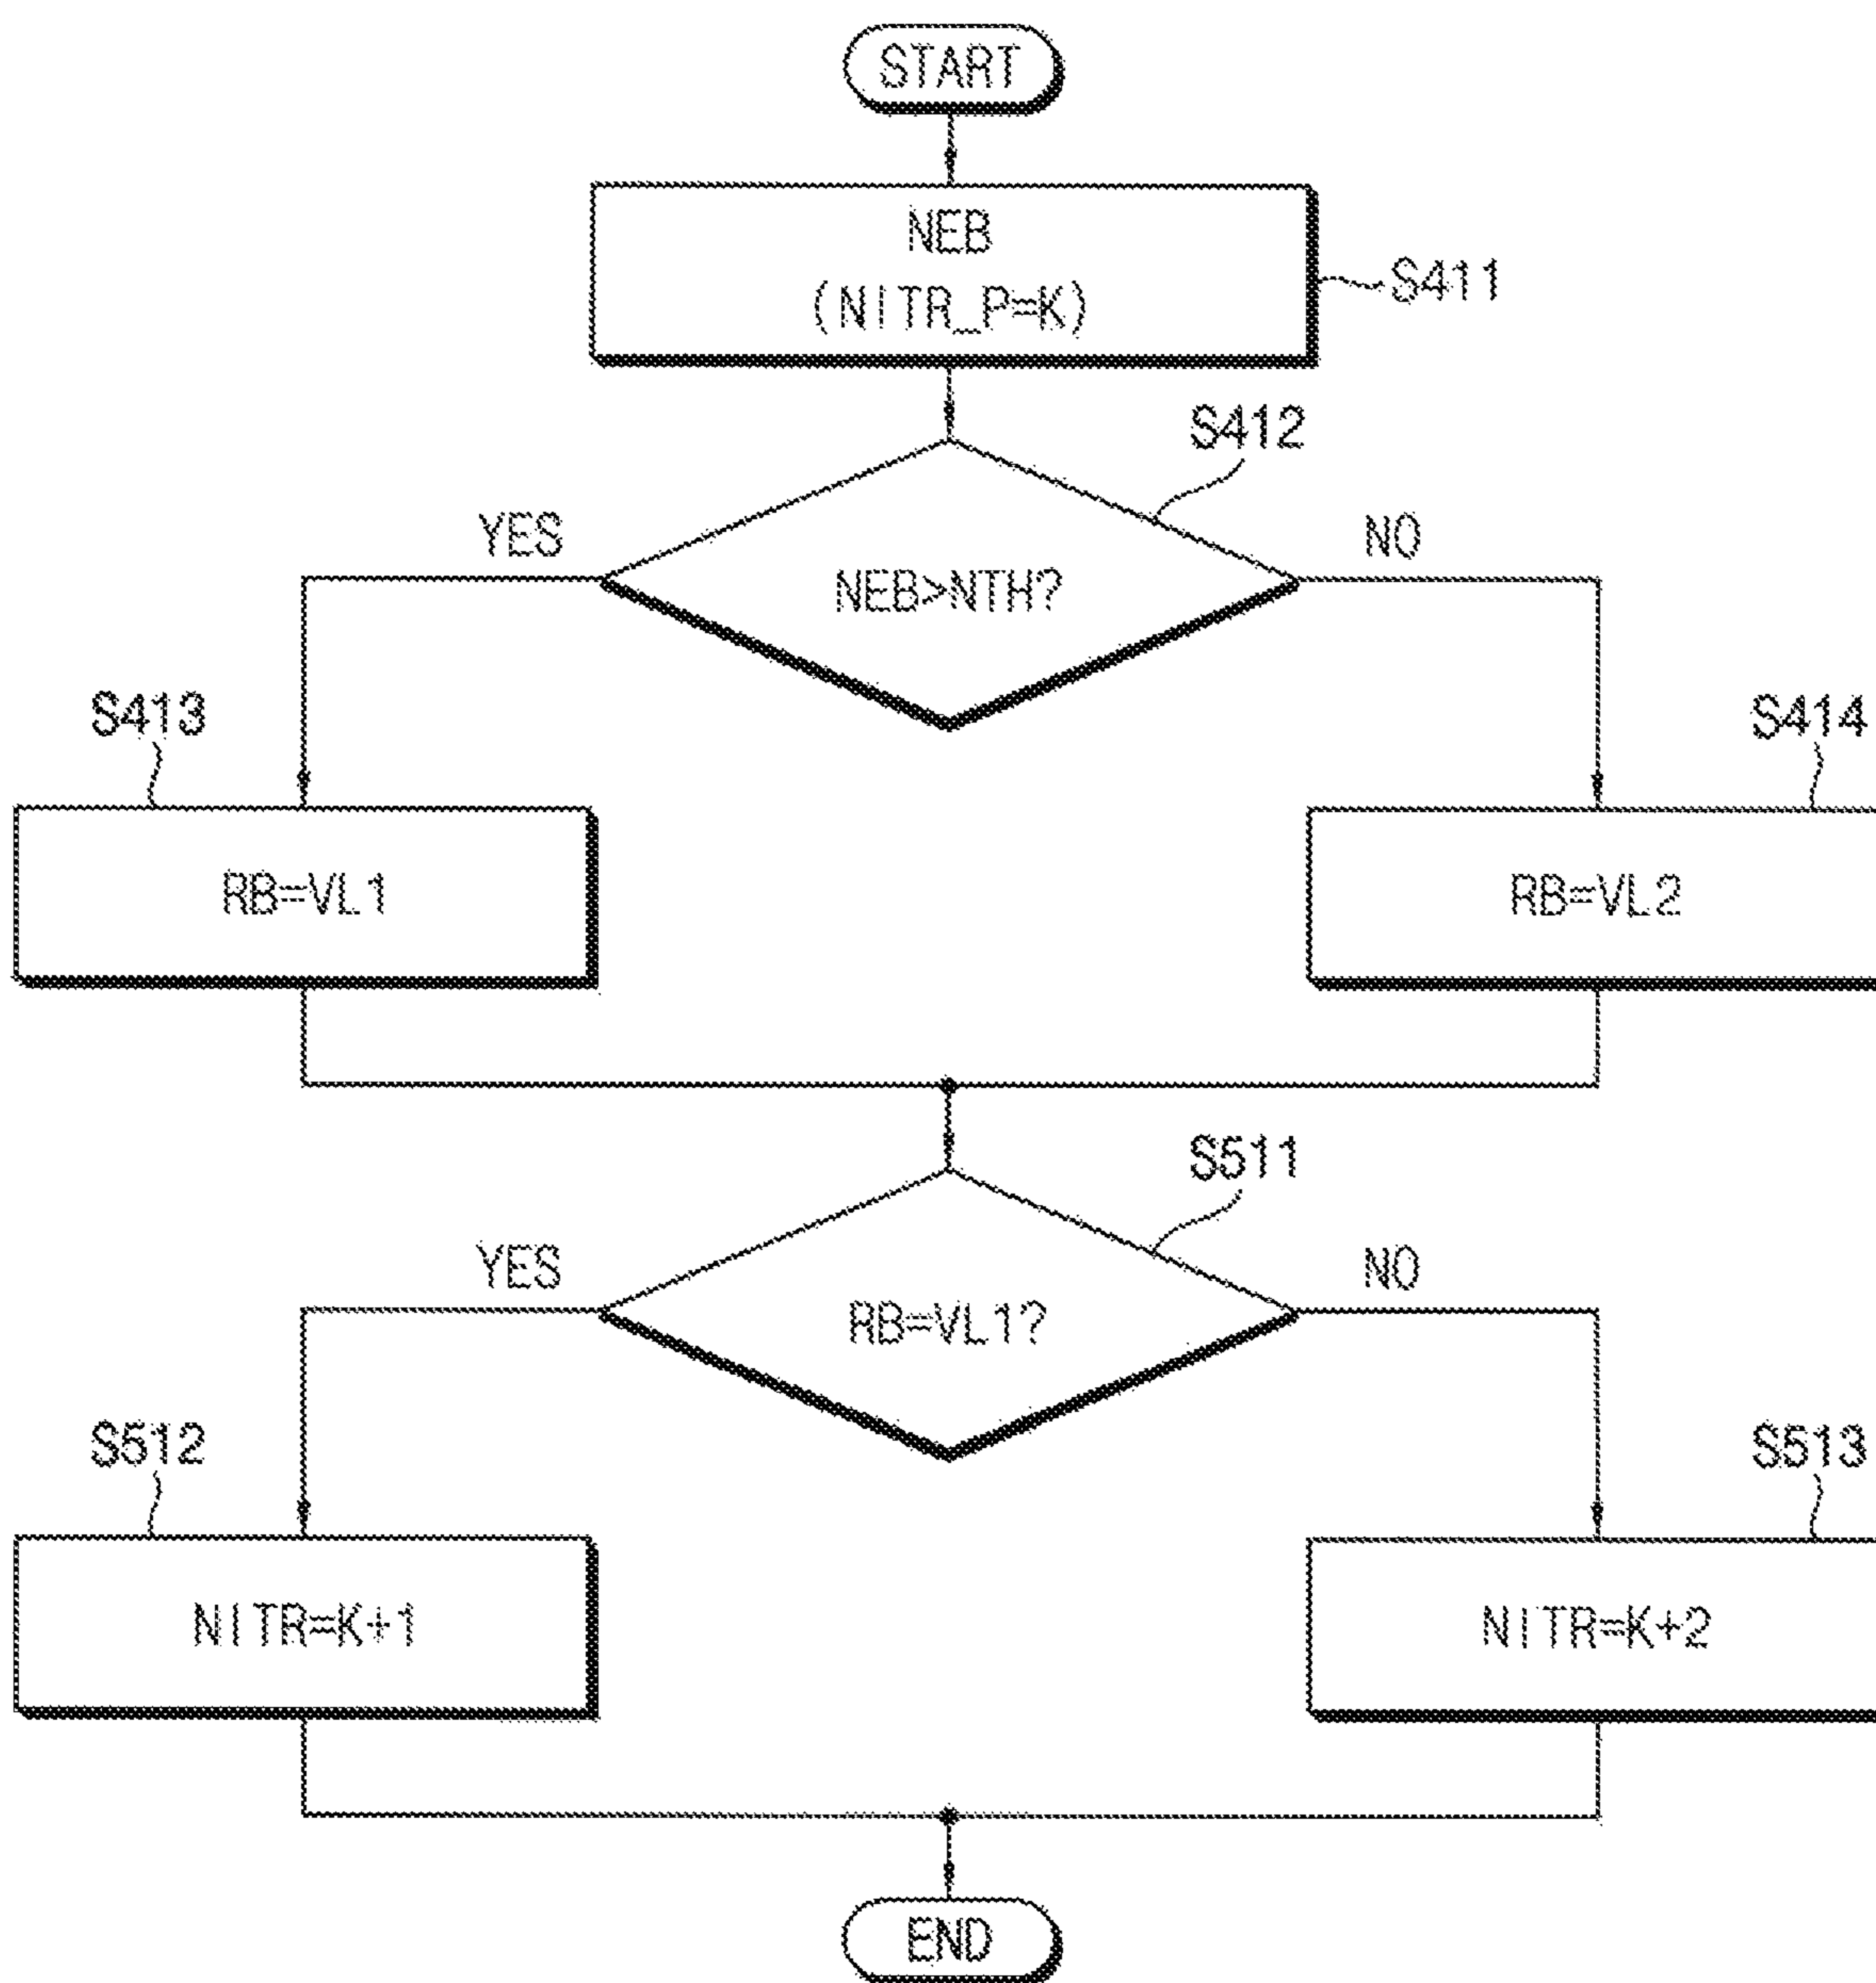 START
NEB
(NITR_P=K)
S411
S412
YES
NO
NEB>NTH?
S413
S414
RB=VL1
RB=VL2
S511
YES
NO
RB=VL1?
S512
S513
NITR=K+1
NITR=K+2
END